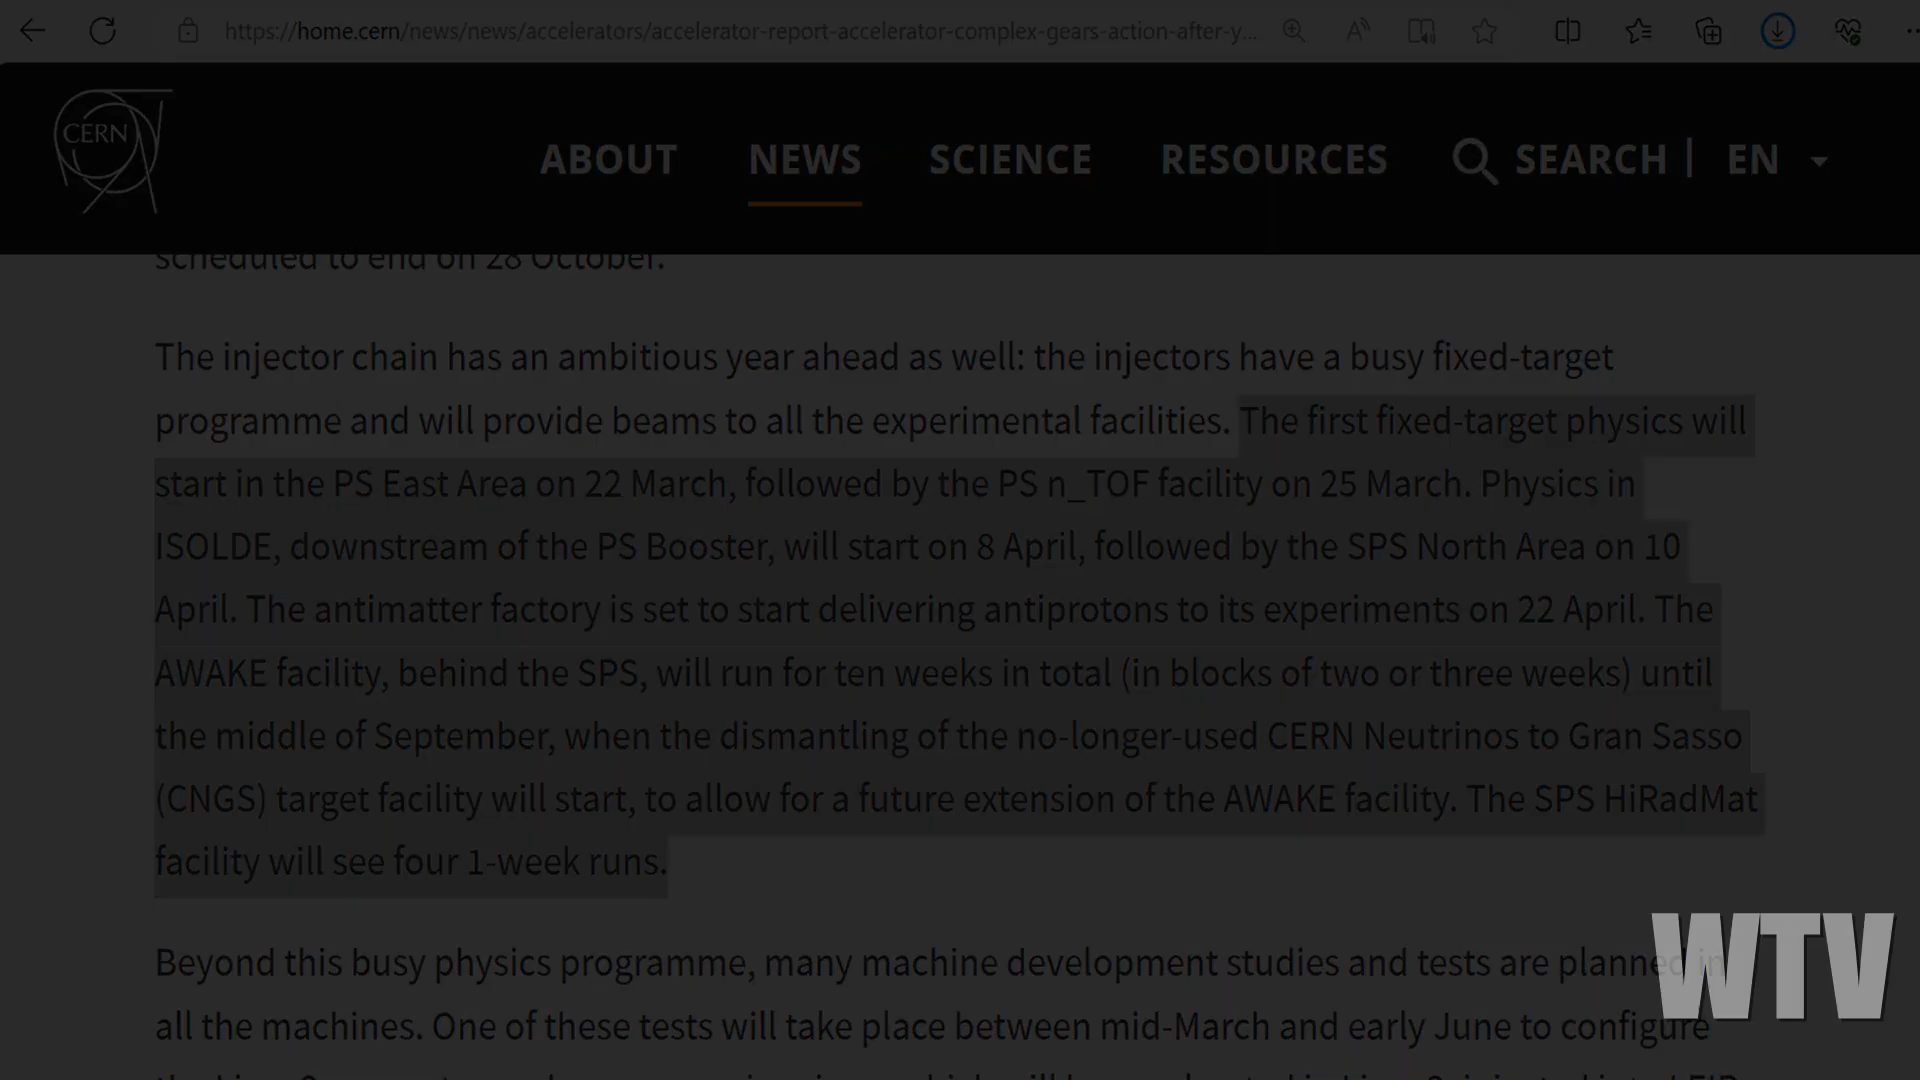 https://home.cern/news/news/accelerators/accelerator-report-accelerator-complex-gears-action-after-y...
CERN
ABOUT NEWS SCIENCE RESOURCES SEARCH | EN
scheduled to end on 28 October.
The injector chain has an ambitious year ahead as well: the injectors have a busy fixed-target
programme and will provide beams to all the experimental facilities. The first fixed-target physics will
start in the PS East Area on 22 March, followed by the PS n_TOF facility on 25 March. Physics in
ISOLDE, downstream of the PS Booster, will start on 8 April, followed by the SPS North Area on 10
April. The antimatter factory is set to start delivering antiprotons to its experiments on 22 April. The
AWAKE facility, behind the SPS, will run for ten weeks in total (in blocks of two or three weeks) until
the middle of September, when the dismantling of the no-longer-used CERN Neutrinos to Gran Sasso
(CNGS) target facility will start, to allow for a future extension of the AWAKE facility. The SPS HiRadMat
facility will see four 1-week runs.
Beyond this busy physics programme, many machine development studies and tests are planned in
all the machines. One of these tests will take place between mid-March and early June to configure
WTV